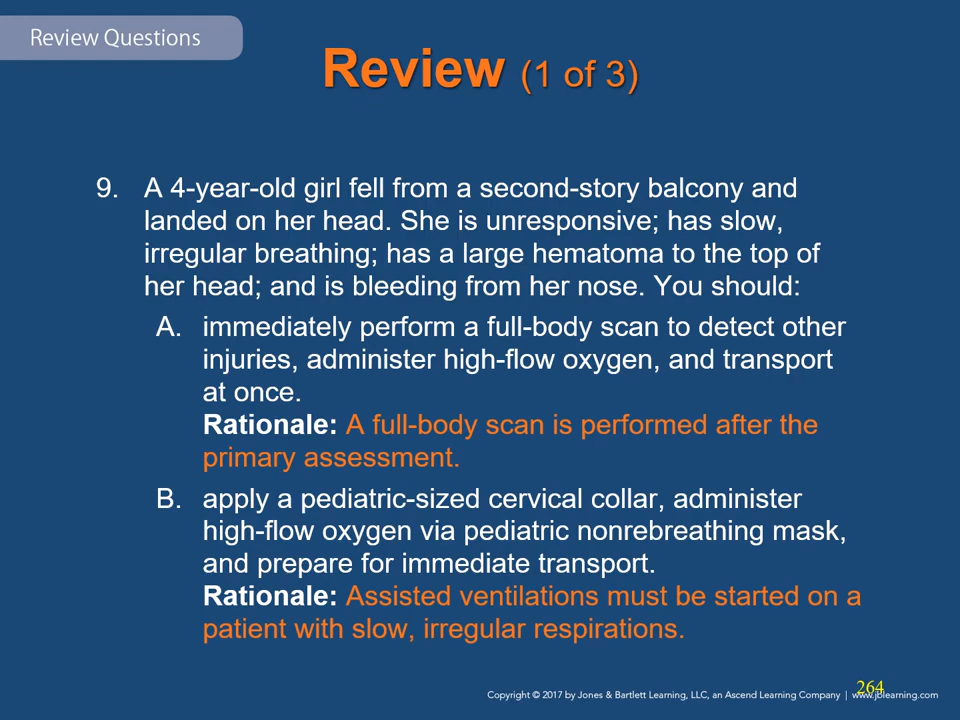 Review Questions
Review (1 of 3)
9. A 4-year-old girl fell from a second-story balcony and
landed on her head. She is unresponsive; has slow,
irregular breathing; has a large hematoma to the top of
her head; and is bleeding from her nose. You should:
A. immediately perform a full-body scan to detect other
injuries, administer high-flow oxygen, and transport
at once.
Rationale: A full-body scan is performed after the
primary assessment.
B. apply a pediatric-sized cervical collar, administer
high-flow oxygen via pediatric nonrebreathing mask,
and prepare for immediate transport.
Rationale: Assisted ventilations must be started on a
patient with slow, irregular respirations.
264
Copyright © 2017 by Jones & Bartlett Learning, LLC, an Ascend Learning Company | www.jblearning.com